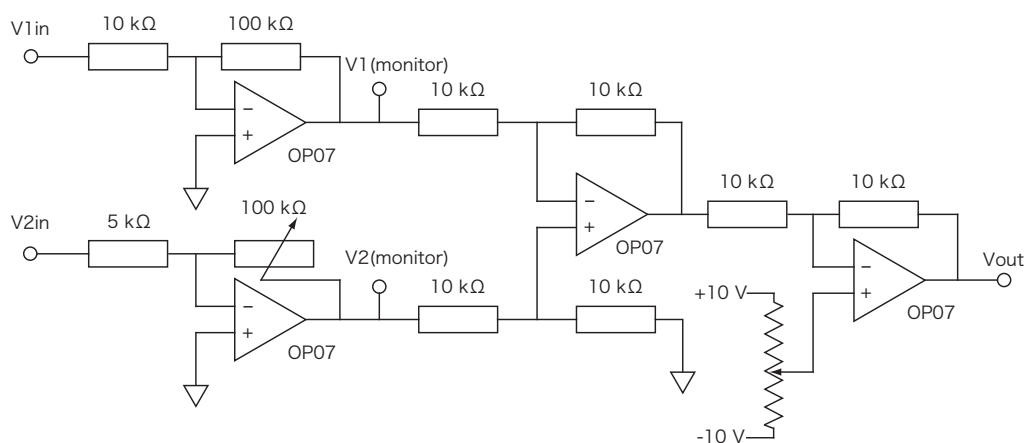 V1in
10 kΩ
100 kΩ
V1(monitor)
10 kΩ
10 kΩ
−
+
OP07
V2in
5 kΩ
100 kΩ
V2(monitor)
10 kΩ
10 kΩ
−
+
OP07
−
+
OP07
10 kΩ
10 kΩ
−
+
OP07
Vout
+10 V
-10 V